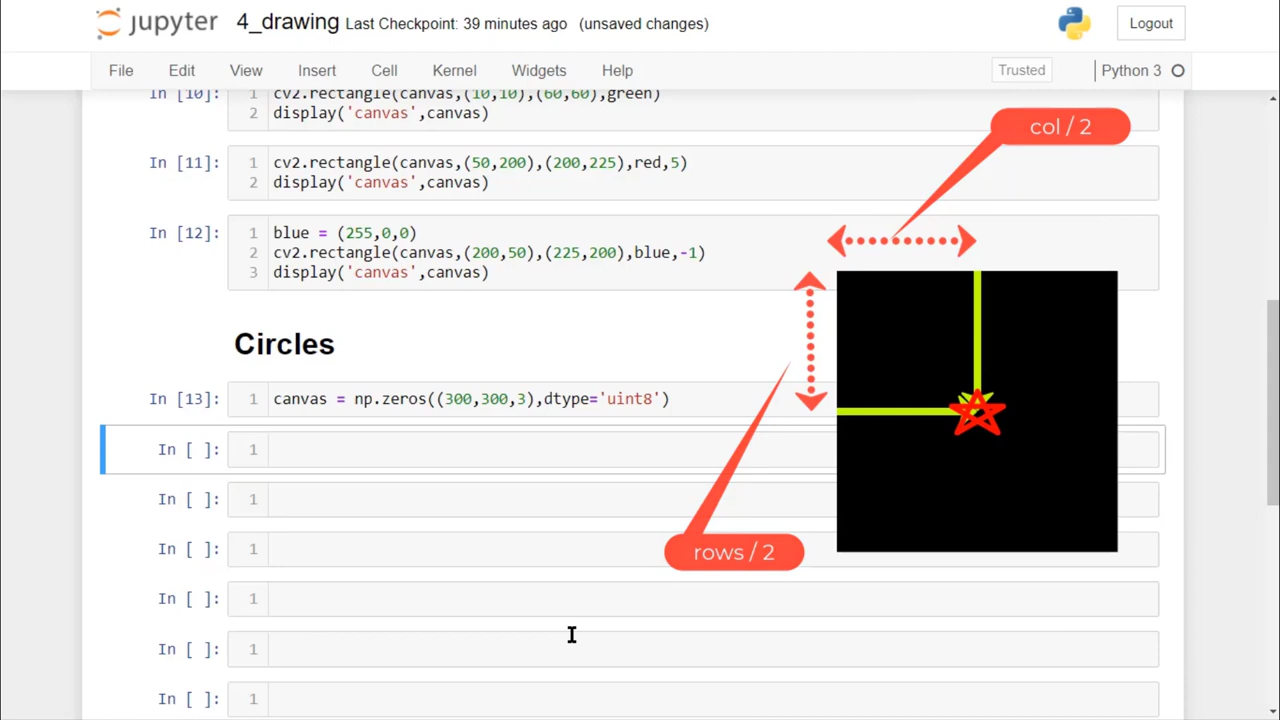 jupyter 4_drawing Last Checkpoint: 39 minutes ago (unsaved changes) Logout
File Edit View Insert Cell Kernel Widgets Help Trusted Python 3
In [10]: 1 cv2.rectangle(canvas,(10,10),(60,60),green)
2 display('canvas',canvas)
col / 2
In [11]: 1 cv2.rectangle(canvas,(50,200),(200,225),red,5)
2 display('canvas',canvas)
In [12]: 1 blue = (255,0,0)
2 cv2.rectangle(canvas,(200,50),(225,200),blue,-1)
3 display('canvas',canvas)
Circles
In [13]: 1 canvas = np.zeros((300,300,3),dtype='uint8')
In [ ]: 1
In [ ]: 1
In [ ]: 1
rows / 2
In [ ]: 1
In [ ]: 1
In [ ]: 1